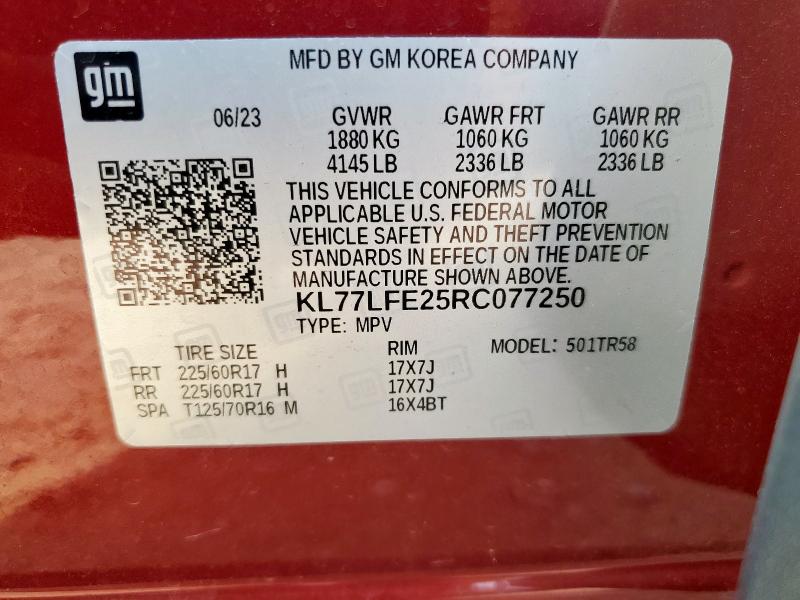 gm
MFD BY GM KOREA COMPANY
06/23 GVWR GAWR FRT GAWR RR
1880 KG 1060 KG 1060 KG
4145 LB 2336 LB 2336 LB
THIS VEHICLE CONFORMS TO ALL
APPLICABLE U.S. FEDERAL MOTOR
VEHICLE SAFETY AND THEFT PREVENTION
STANDARDS IN EFFECT ON THE DATE OF
MANUFACTURE SHOWN ABOVE.
KL77LFE25RC077250
TYPE: MPV
TIRE SIZE RIM MODEL: 501TR58
FRT 225/60R17 H 17X7J
RR 225/60R17 H 17X7J
SPA T125/70R16 M 16X4BT